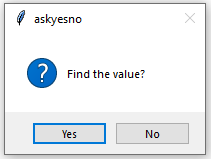 askyesno
Find the value?
Yes No